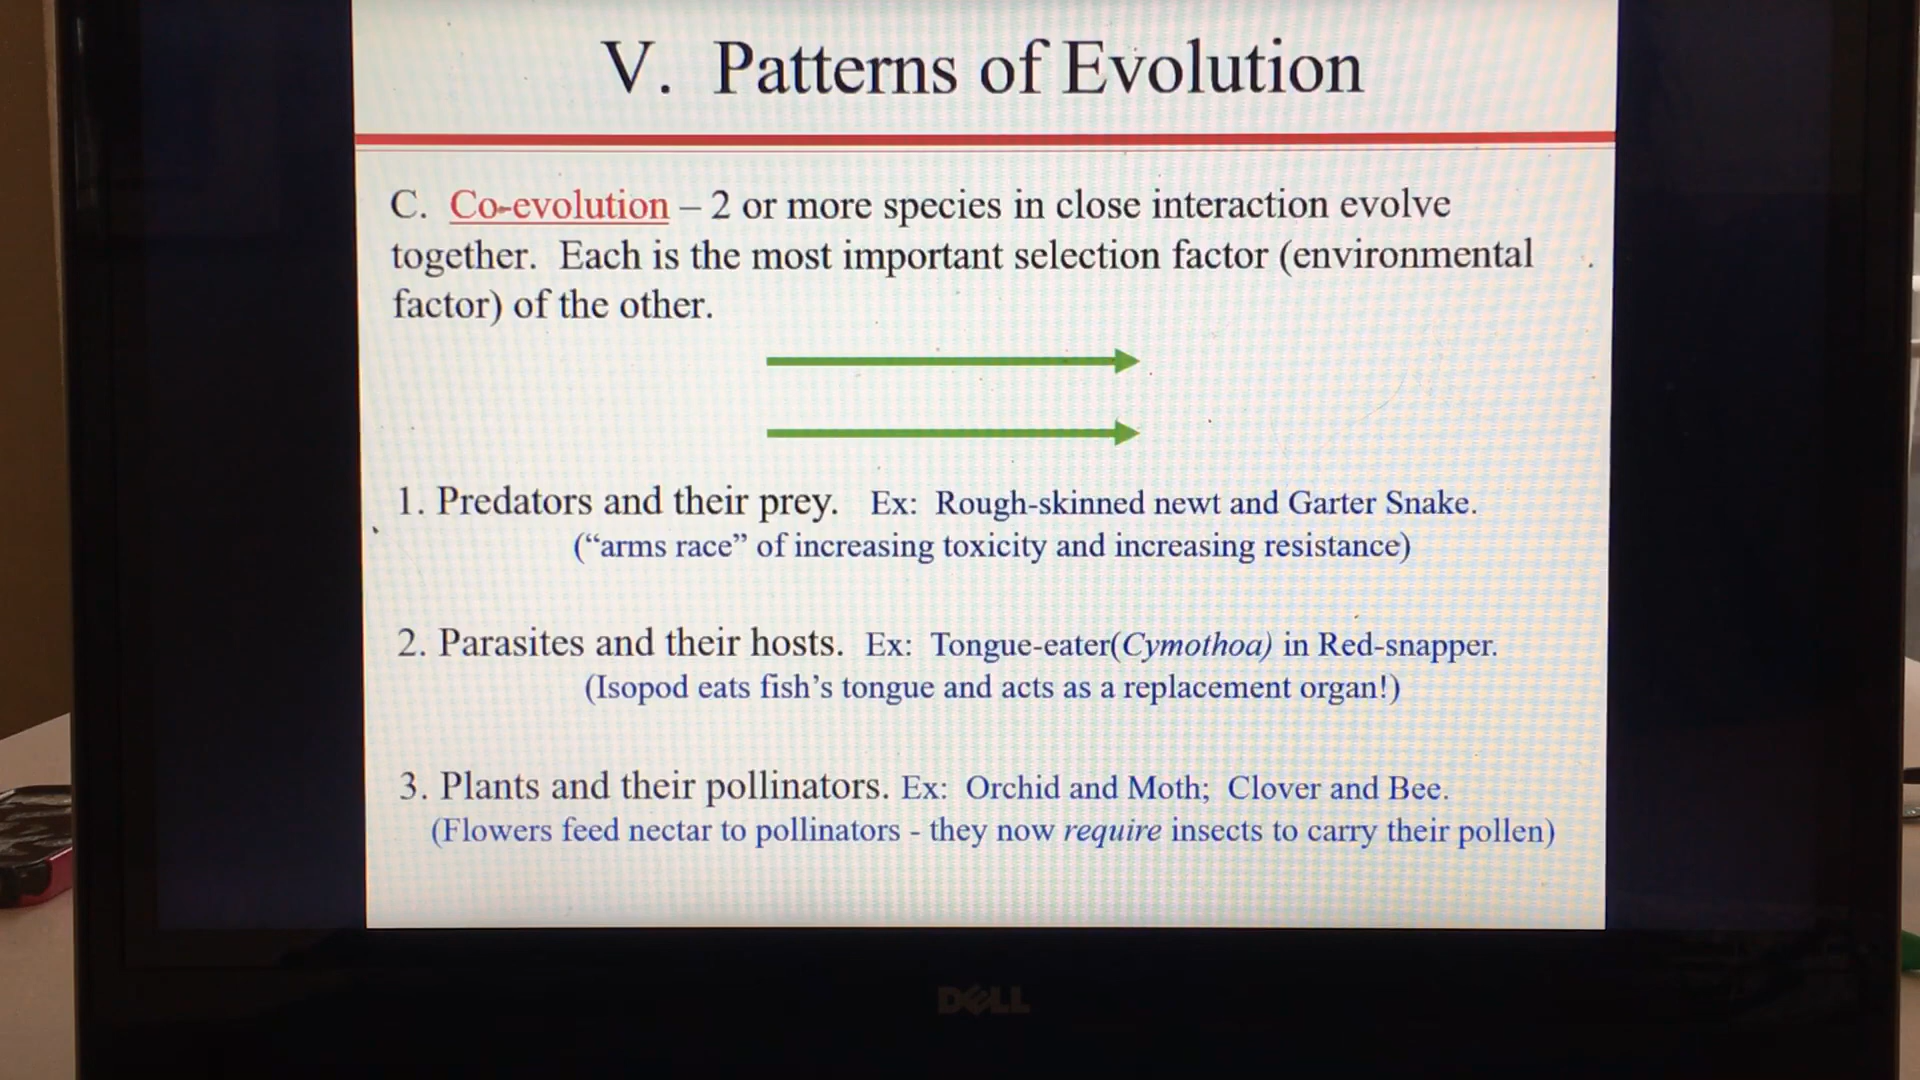 V. Patterns of Evolution
C. Co-evolution – 2 or more species in close interaction evolve
together. Each is the most important selection factor (environmental
factor) of the other.
1. Predators and their prey. Ex: Rough-skinned newt and Garter Snake.
(“arms race” of increasing toxicity and increasing resistance)
2. Parasites and their hosts. Ex: Tongue-eater(Cymothoa) in Red-snapper.
(Isopod eats fish’s tongue and acts as a replacement organ!)
3. Plants and their pollinators. Ex: Orchid and Moth; Clover and Bee.
(Flowers feed nectar to pollinators - they now require insects to carry their pollen)
DELL